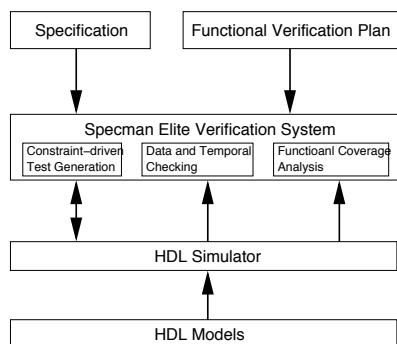 Specification
Functional Verification Plan
Specman Elite Verification System
Constraint–driven
Test Generation
Data and Temporal
Checking
Functioanl Coverage
Analysis
HDL Simulator
HDL Models